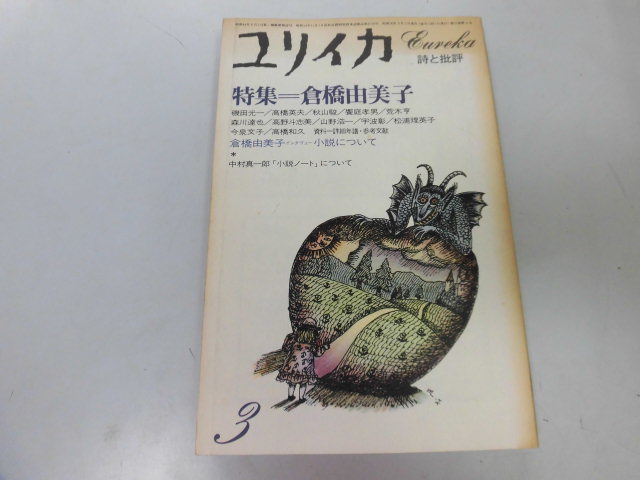 ユリイカ
Eureka
詩と批評
特集=倉橋由美子
磯田光一／高橋英夫／秋山駿／饗庭孝男／荒木亨
森川達也／高野斗志美／山野浩一／宇波彰／松浦理英子
今泉文子／高橋和久 資料—詳細年譜・参考文献
倉橋由美子インタヴュー—小説について
*
中村真一郎「小説ノート」について
3